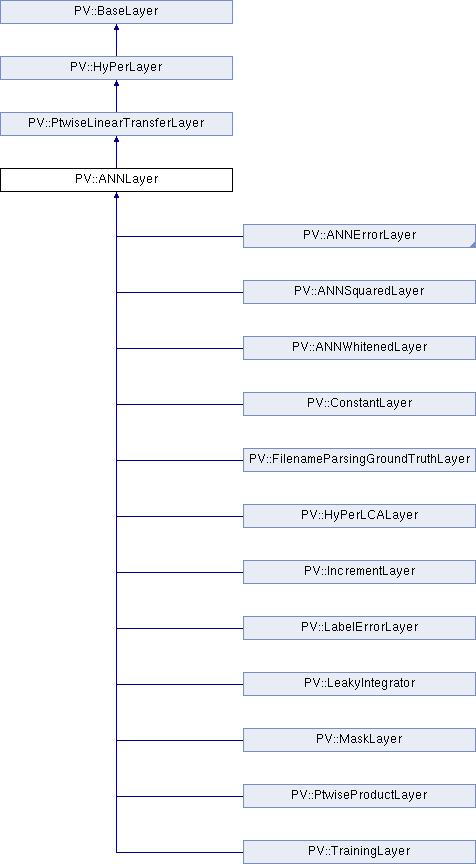 PV::BaseLayer
PV::HyPerLayer
PV::PtwiseLinearTransferLayer
PV::ANNLayer
PV::ANNErrorLayer
PV::ANNSquaredLayer
PV::ANNWhitenedLayer
PV::ConstantLayer
PV::FilenameParsingGroundTruthLayer
PV::HyPerLCALayer
PV::IncrementLayer
PV::LabelErrorLayer
PV::LeakyIntegrator
PV::MaskLayer
PV::PtwiseProductLayer
PV::TrainingLayer